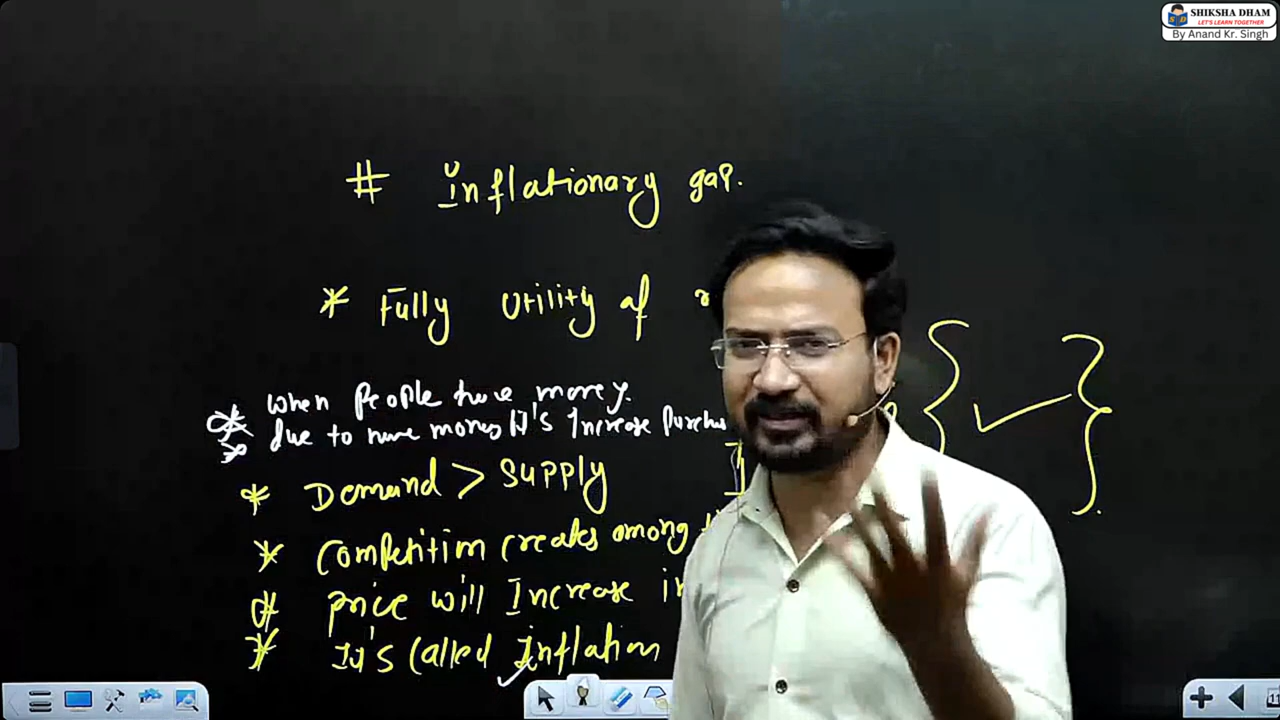 SHIKSHA DHAM
LET'S LEARN TOGETHER
By Anand Kr. Singh
# Inflationary gap.
* Fully Utility of
* When People have money.
* due to have money It's Increase Purchas
* Demand > Supply
* Competition creates among
* Price will Increase in
* It's Called Inflation